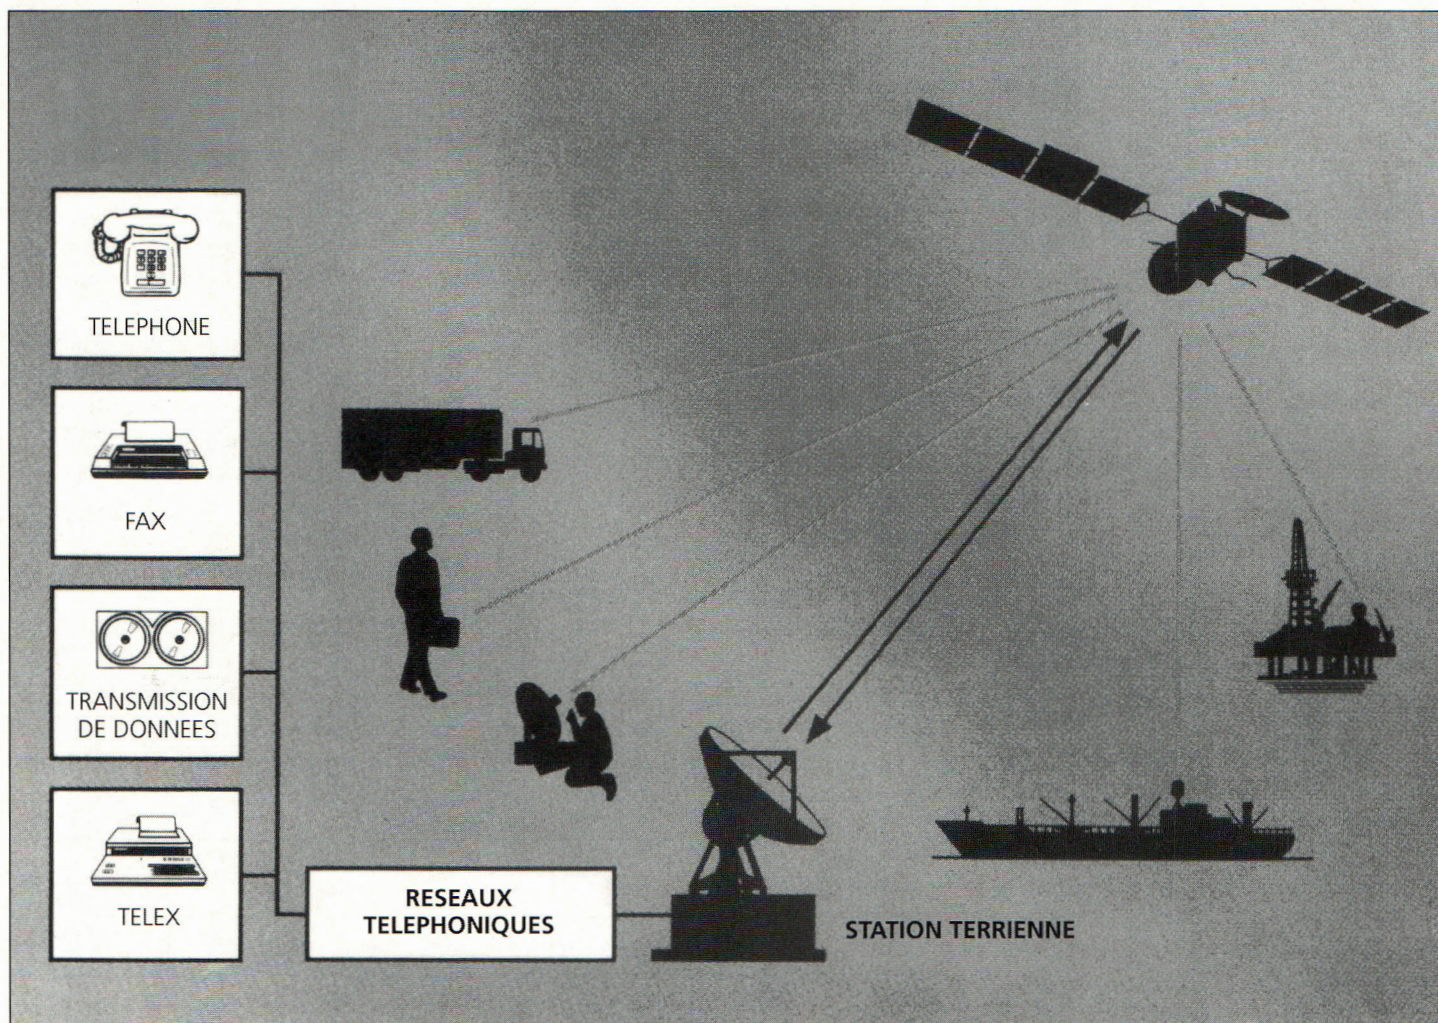 TELEPHONE
FAX
TRANSMISSION
DE DONNEES
TELEX
RESEAUX
TELEPHONIQUES
STATION TERRIENNE